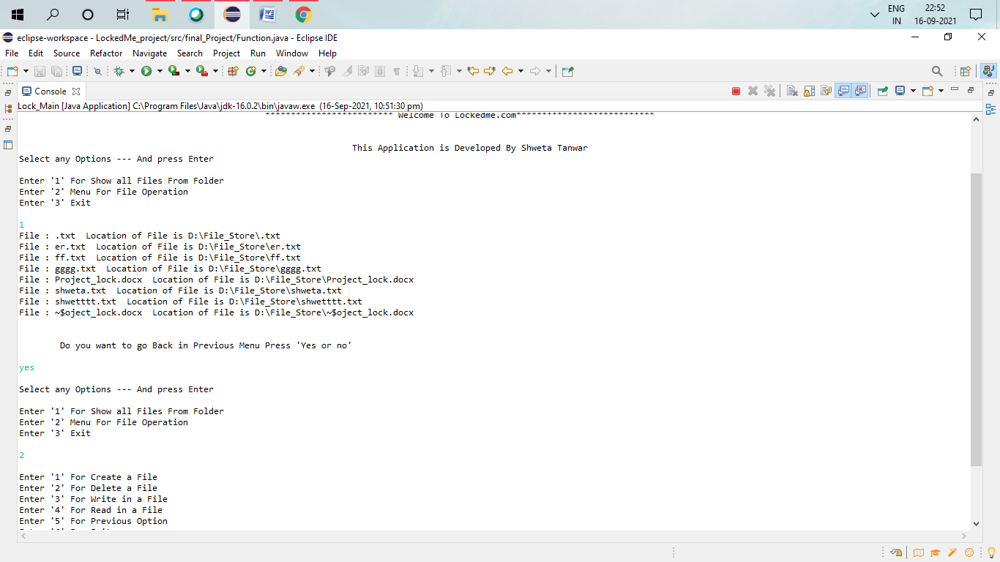 ENG
22:52
IN
16-09-2021
eclipse-workspace - LockedMe_project/src/final_Project/Function.java - Eclipse IDE
File Edit Source Refactor Navigate Search Project Run Window Help
Console
Lock_Main [Java Application] C:\Program Files\Java\jdk-16.0.2\bin\javaw.exe (16-Sep-2021, 10:51:30 pm)
************************* Welcome To Lockedme.com***************************
This Application is Developed By Shweta Tanwar
Select any Options --- And press Enter
Enter '1' For Show all Files From Folder
Enter '2' Menu For File Operation
Enter '3' Exit
1
File : .txt  Location of File is D:\File_Store\.txt
File : er.txt  Location of File is D:\File_Store\er.txt
File : ff.txt  Location of File is D:\File_Store\ff.txt
File : gggg.txt  Location of File is D:\File_Store\gggg.txt
File : Project_lock.docx  Location of File is D:\File_Store\Project_lock.docx
File : shweta.txt  Location of File is D:\File_Store\shweta.txt
File : shwetttt.txt  Location of File is D:\File_Store\shwetttt.txt
File : ~$oject_lock.docx  Location of File is D:\File_Store\~$oject_lock.docx
Do you want to go Back in Previous Menu Press 'Yes or no'
yes
Select any Options --- And press Enter
Enter '1' For Show all Files From Folder
Enter '2' Menu For File Operation
Enter '3' Exit
2
Enter '1' For Create a File
Enter '2' For Delete a File
Enter '3' For Write in a File
Enter '4' For Read in a File
Enter '5' For Previous Option